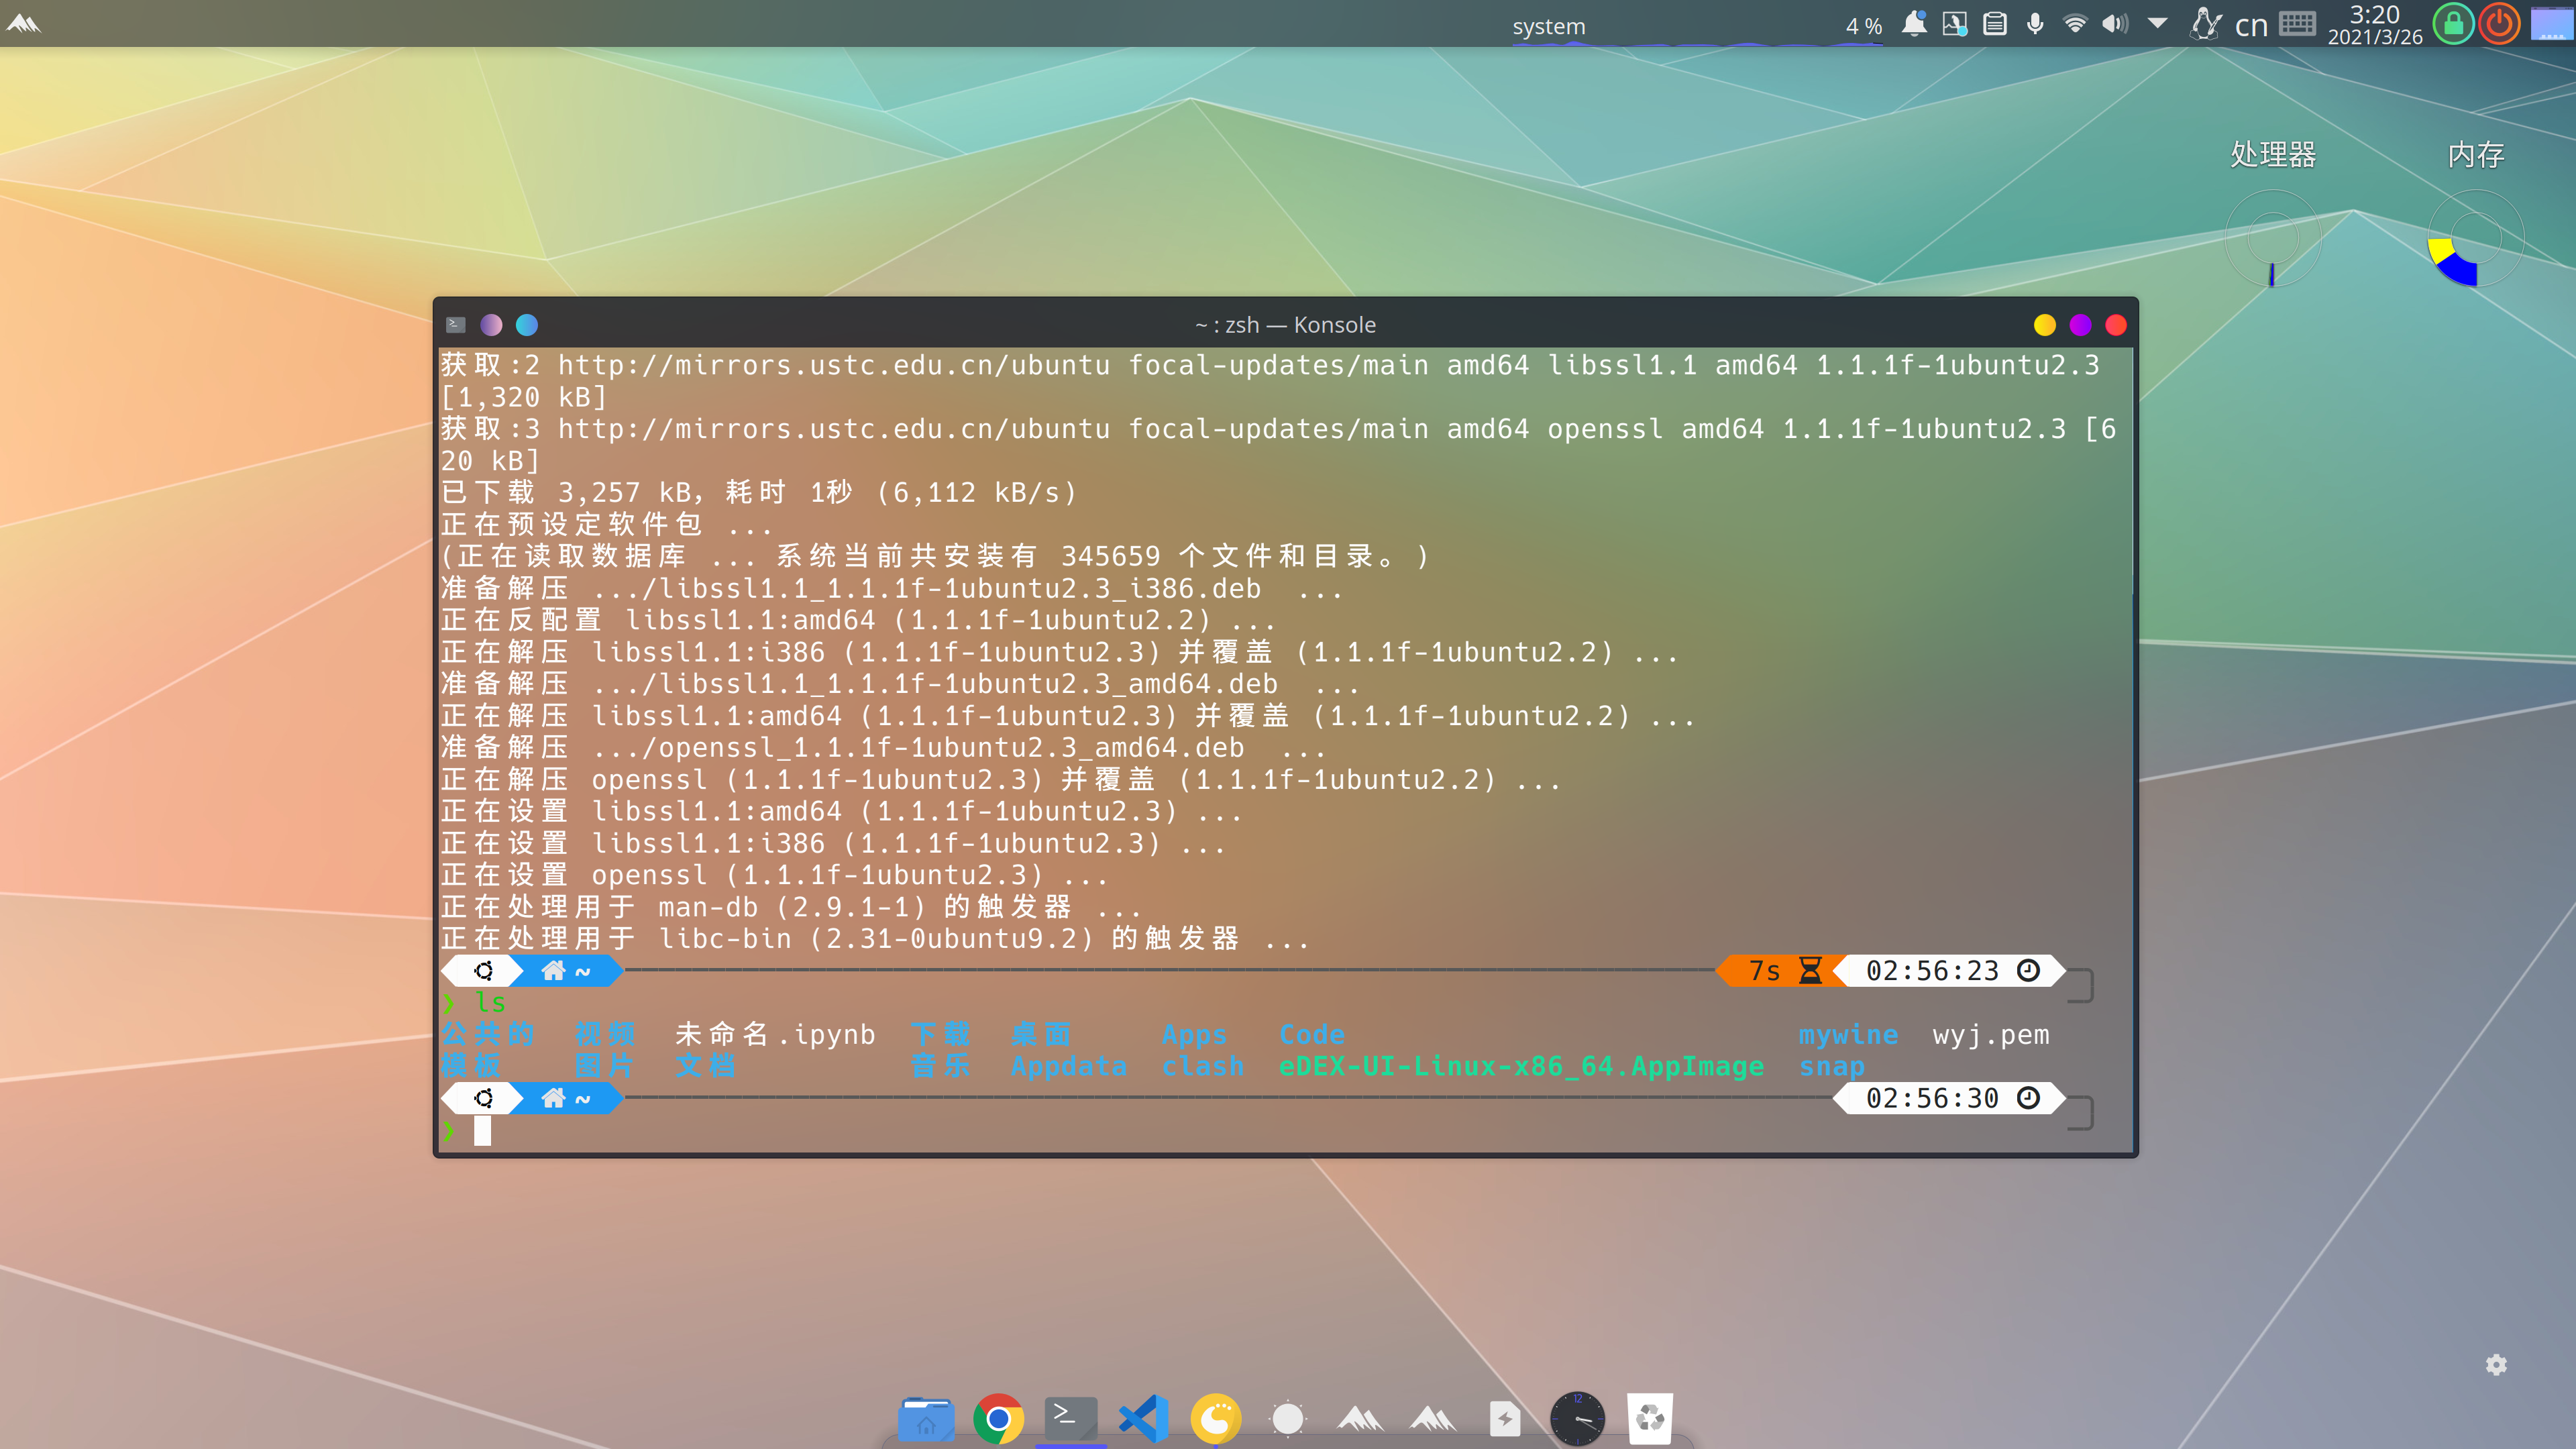 system 4 % cn 3:20
2021/3/26
处理器 内存
~ : zsh — Konsole
获取:2 http://mirrors.ustc.edu.cn/ubuntu focal-updates/main amd64 libssl1.1 amd64 1.1.1f-1ubuntu2.3
[1,320 kB]
获取:3 http://mirrors.ustc.edu.cn/ubuntu focal-updates/main amd64 openssl amd64 1.1.1f-1ubuntu2.3 [6
20 kB]
已下载 3,257 kB，耗时 1秒 (6,112 kB/s)
正在预设定软件包 ...
(正在读取数据库 ... 系统当前共安装有 345659 个文件和目录。)
准备解压 .../libssl1.1_1.1.1f-1ubuntu2.3_i386.deb ...
正在反配置 libssl1.1:amd64 (1.1.1f-1ubuntu2.2) ...
正在解压 libssl1.1:i386 (1.1.1f-1ubuntu2.3) 并覆盖 (1.1.1f-1ubuntu2.2) ...
准备解压 .../libssl1.1_1.1.1f-1ubuntu2.3_amd64.deb ...
正在解压 libssl1.1:amd64 (1.1.1f-1ubuntu2.3) 并覆盖 (1.1.1f-1ubuntu2.2) ...
准备解压 .../openssl_1.1.1f-1ubuntu2.3_amd64.deb ...
正在解压 openssl (1.1.1f-1ubuntu2.3) 并覆盖 (1.1.1f-1ubuntu2.2) ...
正在设置 libssl1.1:amd64 (1.1.1f-1ubuntu2.3) ...
正在设置 libssl1.1:i386 (1.1.1f-1ubuntu2.3) ...
正在设置 openssl (1.1.1f-1ubuntu2.3) ...
正在处理用于 man-db (2.9.1-1) 的触发器 ...
正在处理用于 libc-bin (2.31-0ubuntu9.2) 的触发器 ...
~ 7s 02:56:23
❯ ls
公共的 视频 未命名.ipynb 下载 桌面 Apps Code mywine wyj.pem
模板 图片 文档 音乐 Appdata clash eDEX-UI-Linux-x86_64.AppImage snap
~ 02:56:30
❯
12